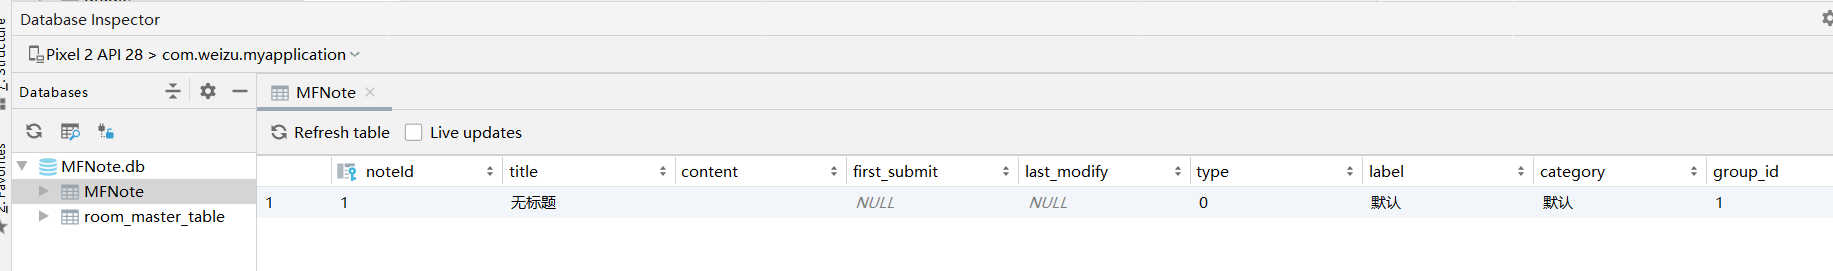 Database Inspector
Pixel 2 API 28 > com.weizu.myapplication
Databases
MFNote
Refresh table
Live updates
MFNote.db
MFNote
room_master_table
noteId title content first_submit last_modify type label category group_id
1 1 无标题 NULL NULL 0 默认 默认 1
Z: Structure
2: Favorites